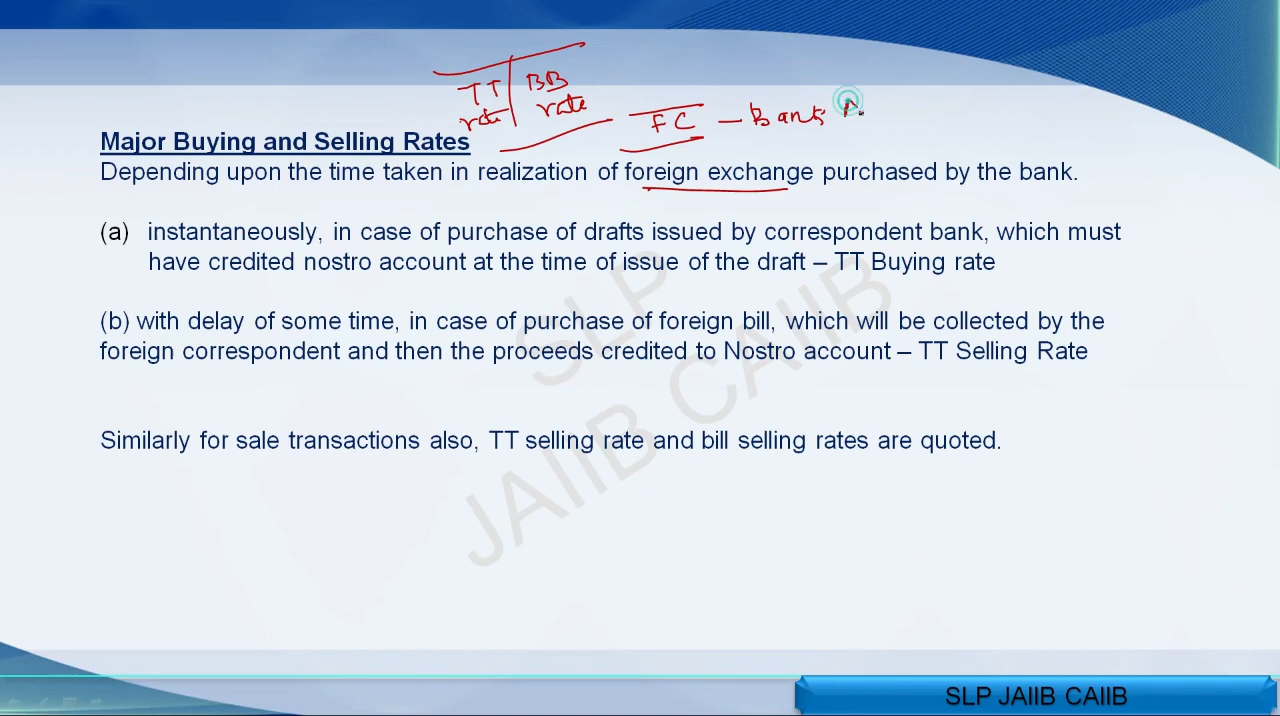 TT BB
rate rate
FC - Bank's
Major Buying and Selling Rates
Depending upon the time taken in realization of foreign exchange purchased by the bank.
(a) instantaneously, in case of purchase of drafts issued by correspondent bank, which must
have credited nostro account at the time of issue of the draft – TT Buying rate
(b) with delay of some time, in case of purchase of foreign bill, which will be collected by the
foreign correspondent and then the proceeds credited to Nostro account – TT Selling Rate
Similarly for sale transactions also, TT selling rate and bill selling rates are quoted.
SLP
JAIIB CAIIB
SLP JAIIB CAIIB